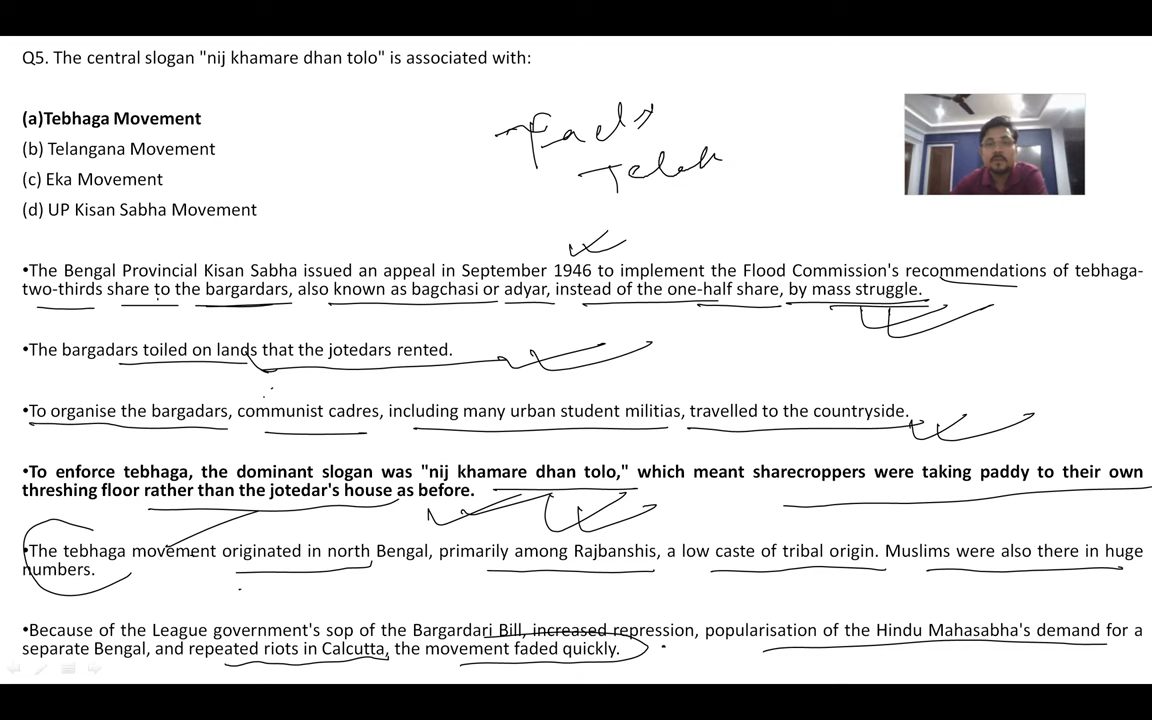 Q5. The central slogan "nij khamare dhan tolo" is associated with:
(a)Tebhaga Movement
(b) Telangana Movement
(c) Eka Movement
(d) UP Kisan Sabha Movement
•The Bengal Provincial Kisan Sabha issued an appeal in September 1946 to implement the Flood Commission's recommendations of tebhaga-
two-thirds share to the bargardars, also known as bagchasi or adyar, instead of the one-half share, by mass struggle.
•The bargadars toiled on lands that the jotedars rented.
•To organise the bargadars, communist cadres, including many urban student militias, travelled to the countryside.
•To enforce tebhaga, the dominant slogan was "nij khamare dhan tolo," which meant sharecroppers were taking paddy to their own
threshing floor rather than the jotedar's house as before.
•The tebhaga movement originated in north Bengal, primarily among Rajbanshis, a low caste of tribal origin. Muslims were also there in huge
numbers.
•Because of the League government's sop of the Bargardari Bill, increased repression, popularisation of the Hindu Mahasabha's demand for a
separate Bengal, and repeated riots in Calcutta, the movement faded quickly.